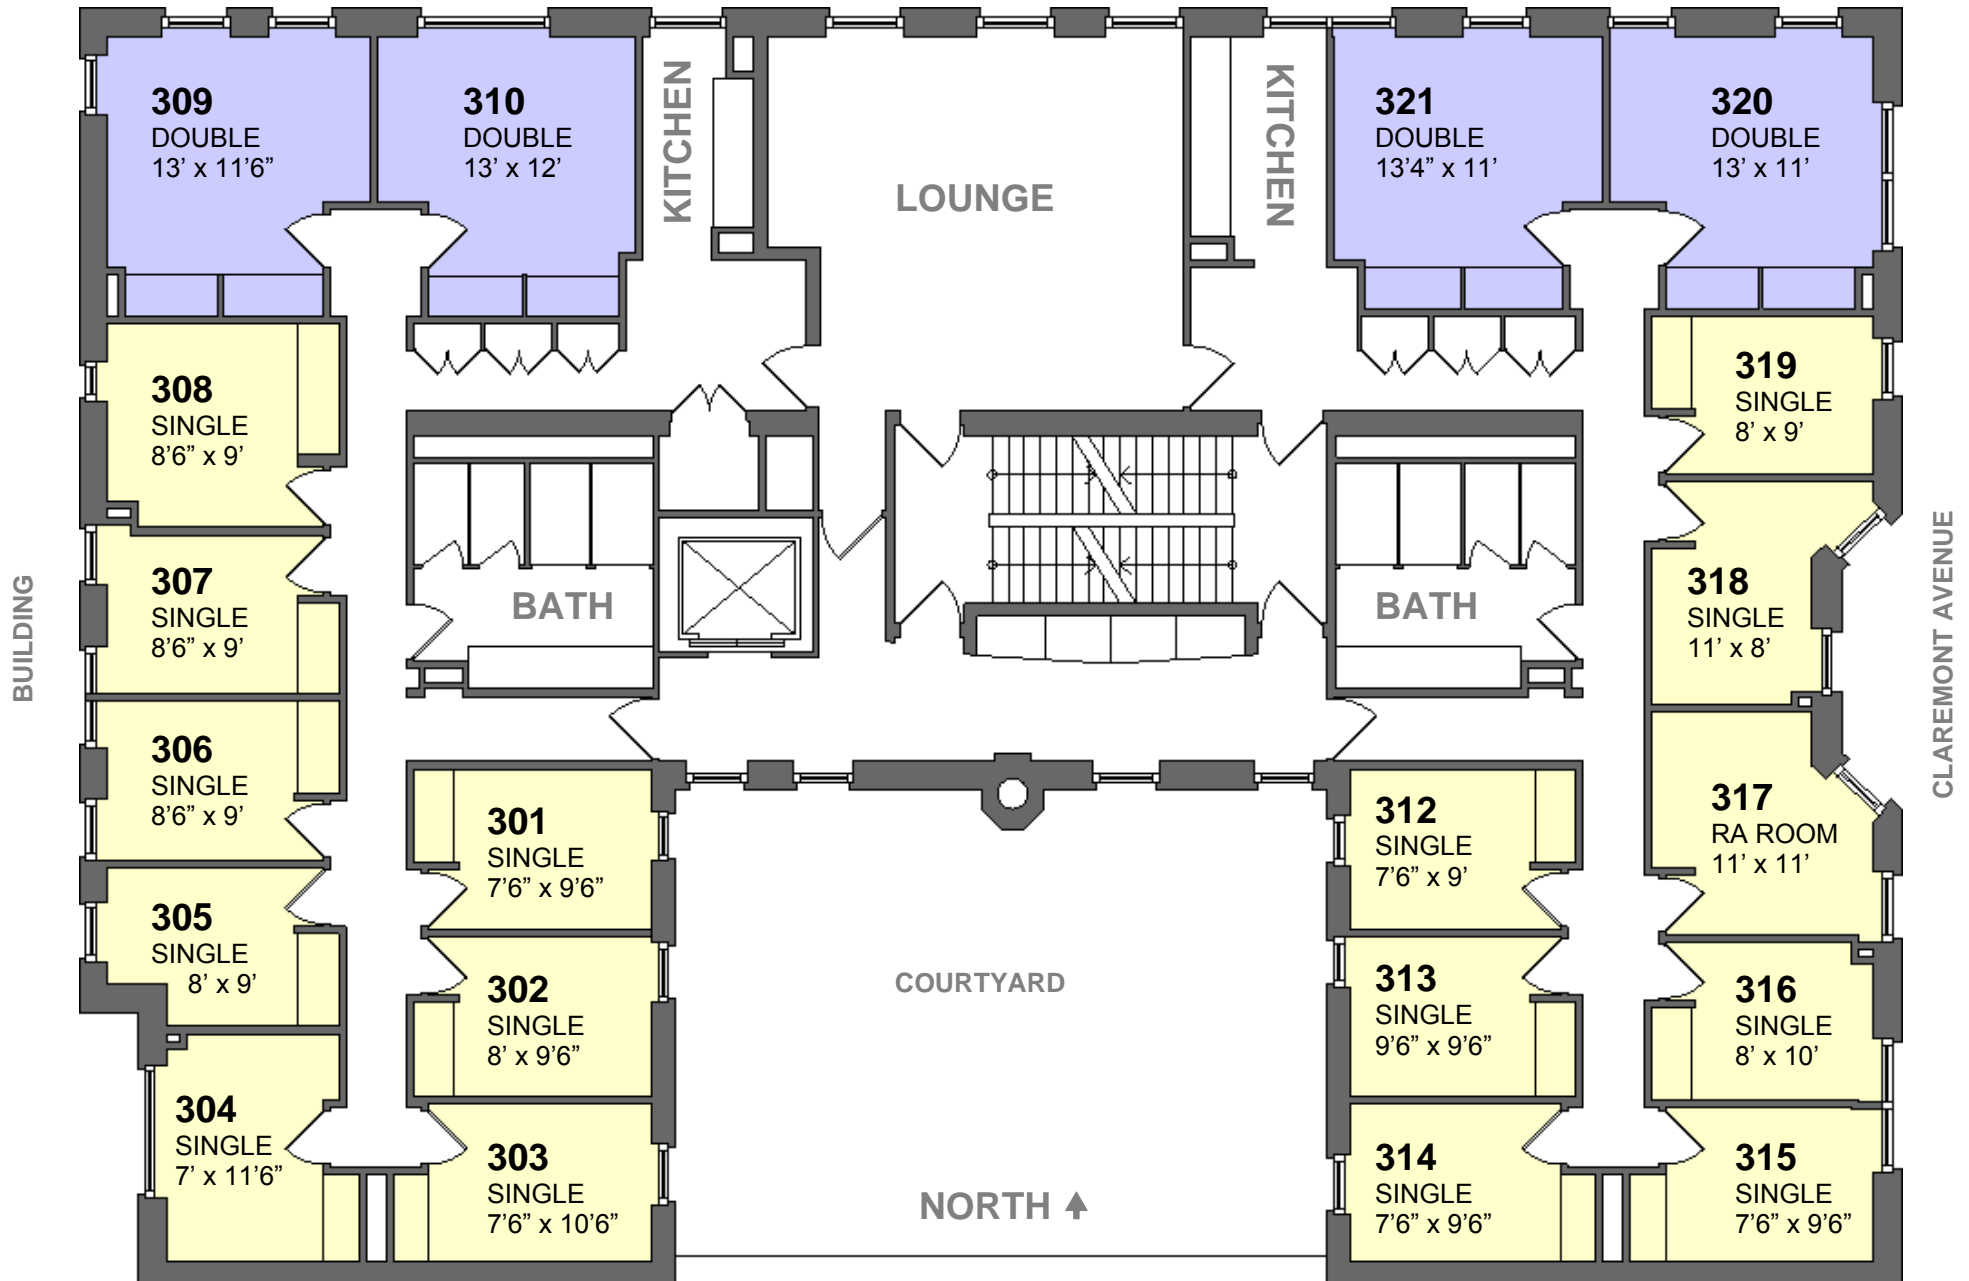 309
DOUBLE
13’ x 11’6”
310
DOUBLE
13’ x 12’
KITCHEN
LOUNGE
KITCHEN
321
DOUBLE
13’4” x 11’
320
DOUBLE
13’ x 11’
308
SINGLE
8’6” x 9’
319
SINGLE
8’ x 9’
307
SINGLE
8’6” x 9’
BATH
BATH
318
SINGLE
11’ x 8’
BUILDING
CLAREMONT AVENUE
306
SINGLE
8’6” x 9’
301
SINGLE
7’6” x 9’6”
312
SINGLE
7’6” x 9’
317
RA ROOM
11’ x 11’
305
SINGLE
8’ x 9’
302
SINGLE
8’ x 9’6”
COURTYARD
313
SINGLE
9’6” x 9’6”
316
SINGLE
8’ x 10’
304
SINGLE
7’ x 11’6”
303
SINGLE
7’6” x 10’6”
NORTH
314
SINGLE
7’6” x 9’6”
315
SINGLE
7’6” x 9’6”